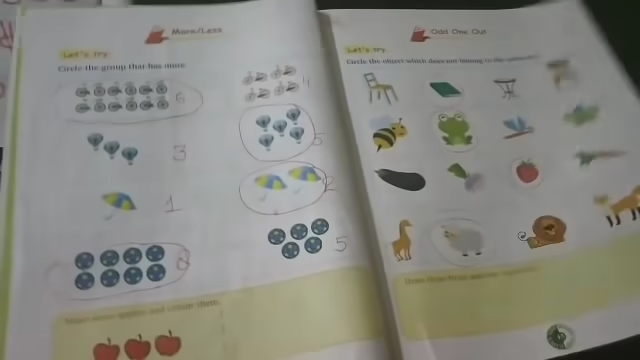 More/Less
Let's try
Circle the group that has more.
6
4
3
5
1
2
8
5
Odd One Out
Let's try
Circle the object which does not belong to the